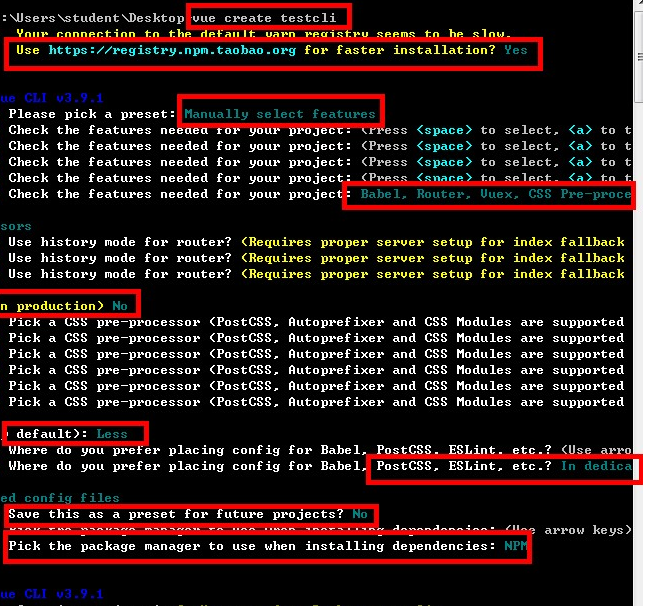 :\Users\student\Desktop>vue create testcli
Your connection to the default yarn registry seems to be slow.
Use https://registry.npm.taobao.org for faster installation? Yes
ue CLI v3.9.1
Please pick a preset: Manually select features
Check the features needed for your project: (Press <space> to select, <a> to t
Check the features needed for your project: (Press <space> to select, <a> to t
Check the features needed for your project: (Press <space> to select, <a> to t
Check the features needed for your project: (Press <space> to select, <a> to t
Check the features needed for your project: Babel, Router, Vuex, CSS Pre-proce
sors
Use history mode for router? (Requires proper server setup for index fallback
Use history mode for router? (Requires proper server setup for index fallback
Use history mode for router? (Requires proper server setup for index fallback
n production) No
Pick a CSS pre-processor (PostCSS, Autoprefixer and CSS Modules are supported
Pick a CSS pre-processor (PostCSS, Autoprefixer and CSS Modules are supported
Pick a CSS pre-processor (PostCSS, Autoprefixer and CSS Modules are supported
Pick a CSS pre-processor (PostCSS, Autoprefixer and CSS Modules are supported
Pick a CSS pre-processor (PostCSS, Autoprefixer and CSS Modules are supported
Pick a CSS pre-processor (PostCSS, Autoprefixer and CSS Modules are supported
y default): Less
Where do you prefer placing config for Babel, PostCSS, ESLint, etc.? (Use arro
Where do you prefer placing config for Babel, PostCSS, ESLint, etc.? In dedica
ed config files
Save this as a preset for future projects? No
Pick the package manager to use when installing dependencies: (Use arrow keys)
Pick the package manager to use when installing dependencies: NPM
ue CLI v3.9.1